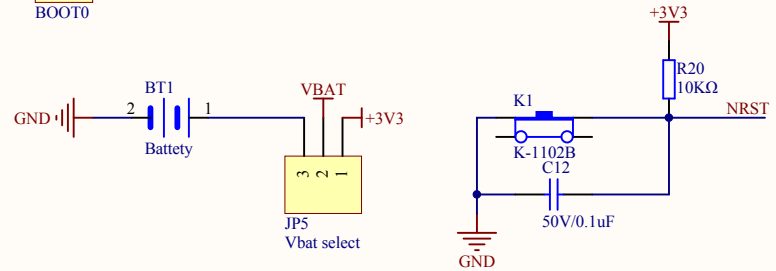 BOOT0
+3V3
BT1
VBAT
R20
10KΩ
GND
2
1
+3V3
K1
NRST
Battety
K-1102B
3
2
1
C12
JP5
Vbat select
50V/0.1uF
GND